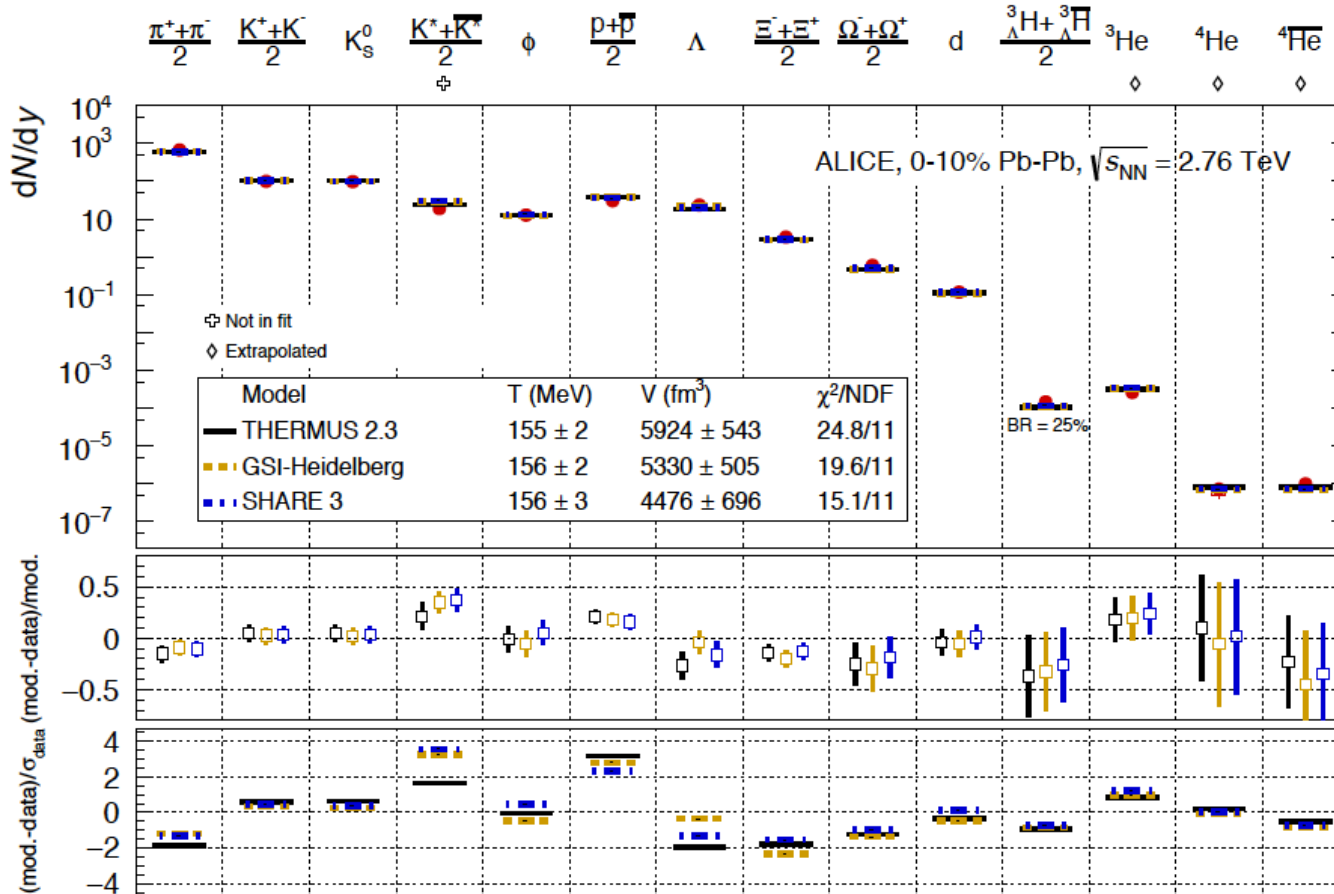 π⁺+π⁻/2 K⁺+K⁻/2 K⁰S K*+K̅*̅/2 ϕ p+p̅/2 Λ Ξ⁻+Ξ⁺/2 Ω⁻+Ω⁺/2 d ³ΛH+³ΛH̅/2 ³He ⁴He ⁴H̅e̅
dN/dy
10⁴
10³
ALICE, 0-10% Pb-Pb, √sNN = 2.76 TeV
10
10⁻¹
Not in fit
Extrapolated
10⁻³
Model T (MeV) V (fm³) χ²/NDF
THERMUS 2.3 155 ± 2 5924 ± 543 24.8/11
BR = 25%
10⁻⁵
GSI-Heidelberg 156 ± 2 5330 ± 505 19.6/11
SHARE 3 156 ± 3 4476 ± 696 15.1/11
10⁻⁷
(mod.-data)/mod.
0.5
0
−0.5
(mod.-data)/σdata
4
2
0
−2
−4